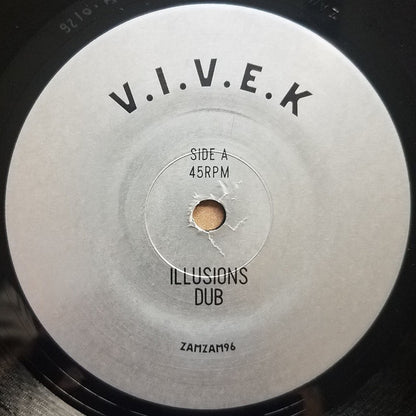 V.I.V.E.K
SIDE A
45RPM
ILLUSIONS
DUB
ZAMZAM96